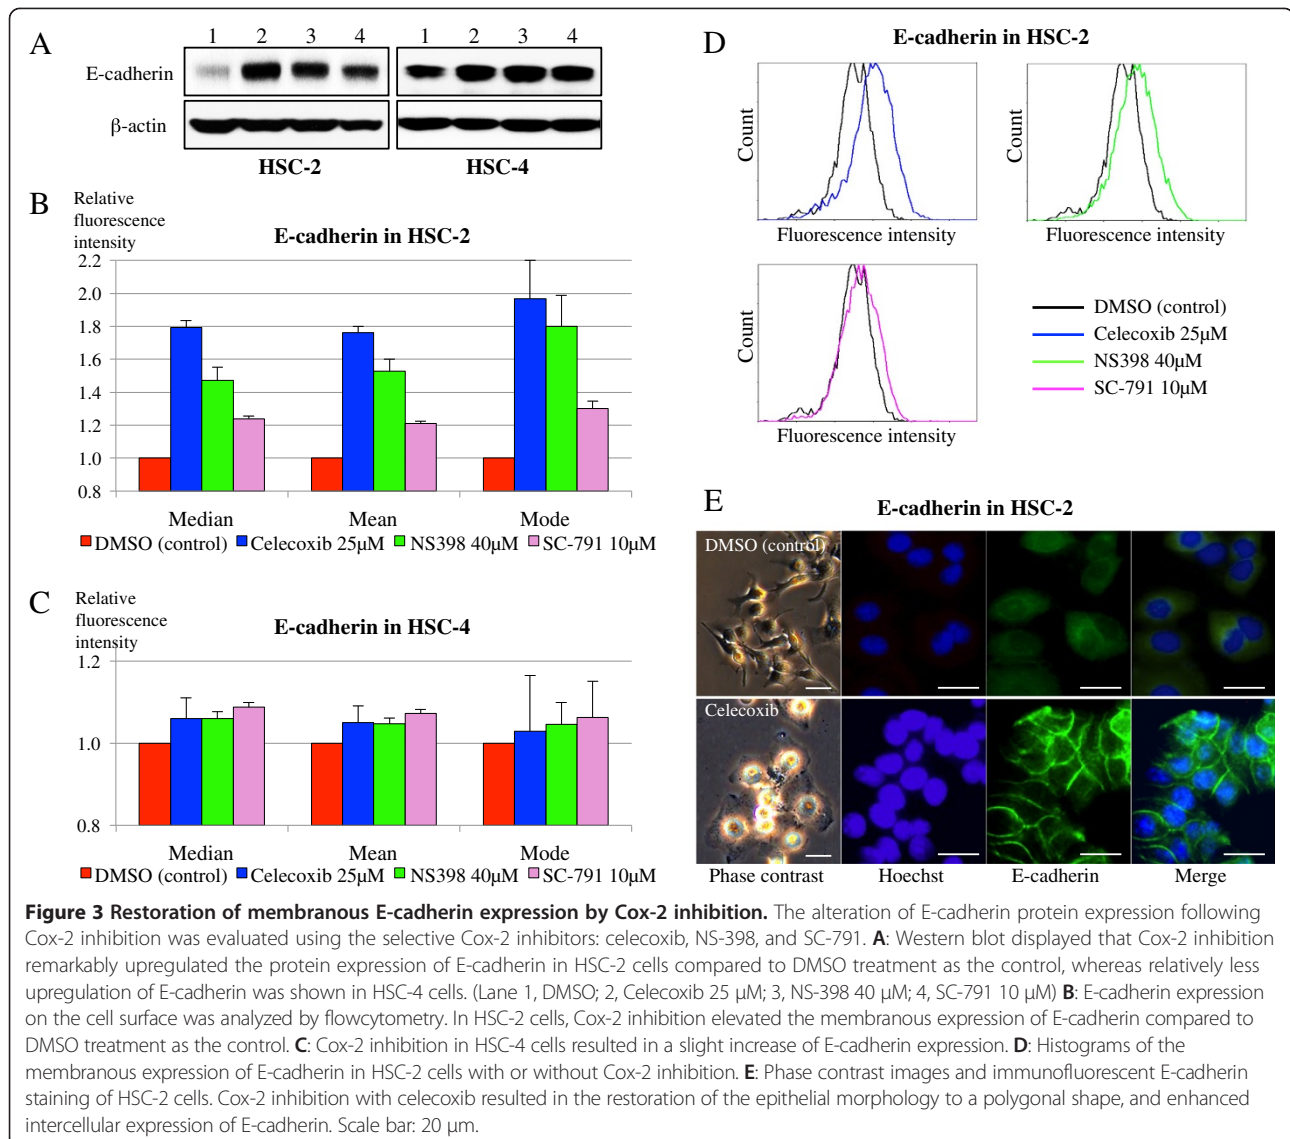 A
1 2 3 4 1 2 3 4
E-cadherin
β-actin
HSC-2 HSC-4
B
Relative
fluorescence
intensity
E-cadherin in HSC-2
2.2
2.0
1.8
1.6
1.4
1.2
1.0
0.8
Median Mean Mode
DMSO (control) Celecoxib 25μM NS398 40μM SC-791 10μM
C
Relative
fluorescence
intensity
E-cadherin in HSC-4
1.2
1.0
0.8
Median Mean Mode
DMSO (control) Celecoxib 25μM NS398 40μM SC-791 10μM
D
E-cadherin in HSC-2
Count
Fluorescence intensity
Count
Fluorescence intensity
Count
Fluorescence intensity
DMSO (control)
Celecoxib 25μM
NS398 40μM
SC-791 10μM
E
E-cadherin in HSC-2
DMSO (control)
Celecoxib
Phase contrast Hoechst E-cadherin Merge
Figure 3 Restoration of membranous E-cadherin expression by Cox-2 inhibition. The alteration of E-cadherin protein expression following
Cox-2 inhibition was evaluated using the selective Cox-2 inhibitors: celecoxib, NS-398, and SC-791. A: Western blot displayed that Cox-2 inhibition
remarkably upregulated the protein expression of E-cadherin in HSC-2 cells compared to DMSO treatment as the control, whereas relatively less
upregulation of E-cadherin was shown in HSC-4 cells. (Lane 1, DMSO; 2, Celecoxib 25 μM; 3, NS-398 40 μM; 4, SC-791 10 μM) B: E-cadherin expression
on the cell surface was analyzed by flowcytometry. In HSC-2 cells, Cox-2 inhibition elevated the membranous expression of E-cadherin compared to
DMSO treatment as the control. C: Cox-2 inhibition in HSC-4 cells resulted in a slight increase of E-cadherin expression. D: Histograms of the
membranous expression of E-cadherin in HSC-2 cells with or without Cox-2 inhibition. E: Phase contrast images and immunofluorescent E-cadherin
staining of HSC-2 cells. Cox-2 inhibition with celecoxib resulted in the restoration of the epithelial morphology to a polygonal shape, and enhanced
intercellular expression of E-cadherin. Scale bar: 20 μm.